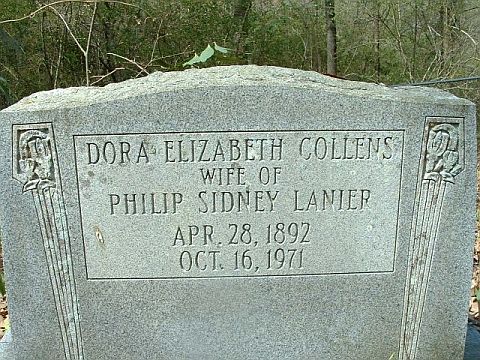 DORA ELIZABETH COLLENS
WIFE OF
PHILIP SIDNEY LANIER
APR. 28, 1892
OCT. 16, 1971